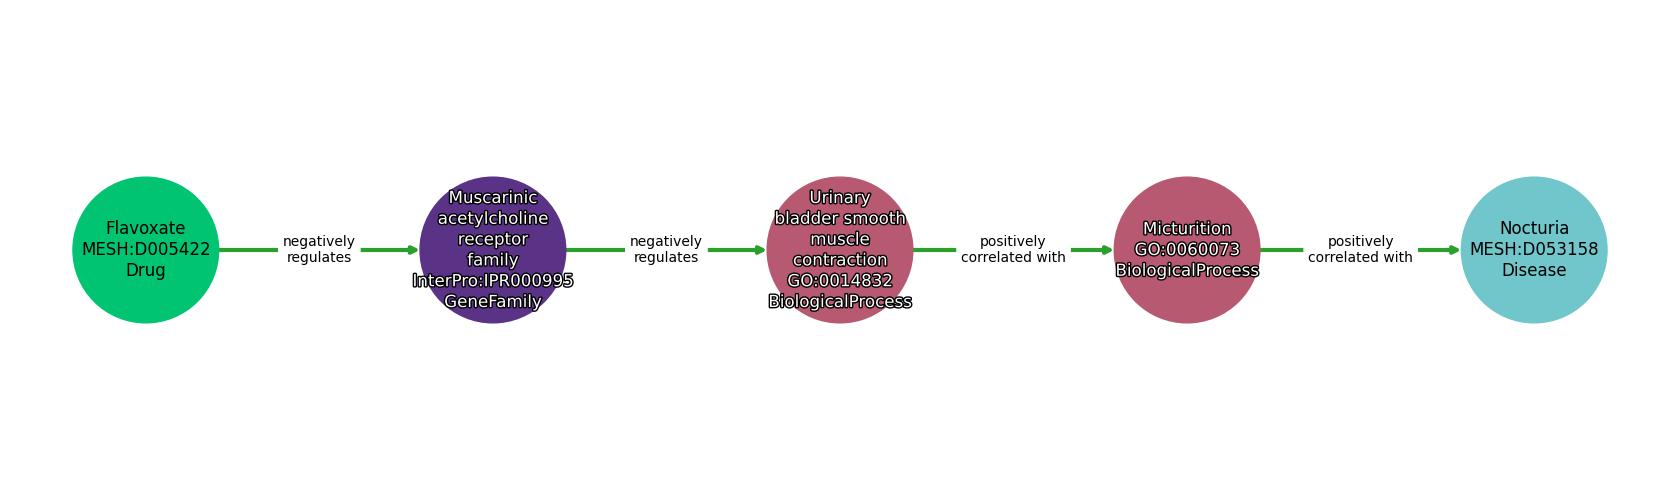 Flavoxate
MESH:D005422
Drug
negatively
regulates
Muscarinic
acetylcholine
receptor
family
InterPro:IPR000995
GeneFamily
negatively
regulates
Urinary
bladder smooth
muscle
contraction
GO:0014832
BiologicalProcess
positively
correlated with
Micturition
GO:0060073
BiologicalProcess
positively
correlated with
Nocturia
MESH:D053158
Disease